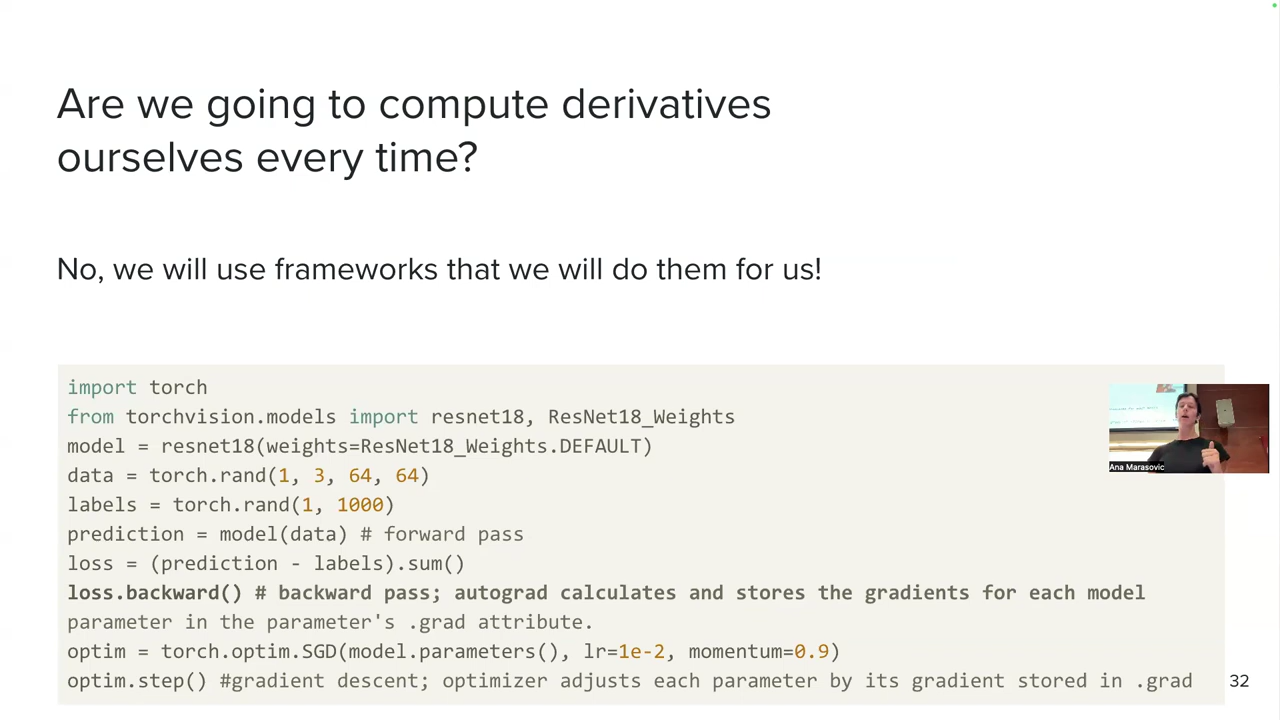 Are we going to compute derivatives
ourselves every time?
No, we will use frameworks that we will do them for us!
import torch
from torchvision.models import resnet18, ResNet18_Weights
model = resnet18(weights=ResNet18_Weights.DEFAULT)
data = torch.rand(1, 3, 64, 64)
labels = torch.rand(1, 1000)
prediction = model(data) # forward pass
loss = (prediction - labels).sum()
loss.backward() # backward pass; autograd calculates and stores the gradients for each model
parameter in the parameter's .grad attribute.
optim = torch.optim.SGD(model.parameters(), lr=1e-2, momentum=0.9)
optim.step() #gradient descent; optimizer adjusts each parameter by its gradient stored in .grad
Ana Marasovic
32